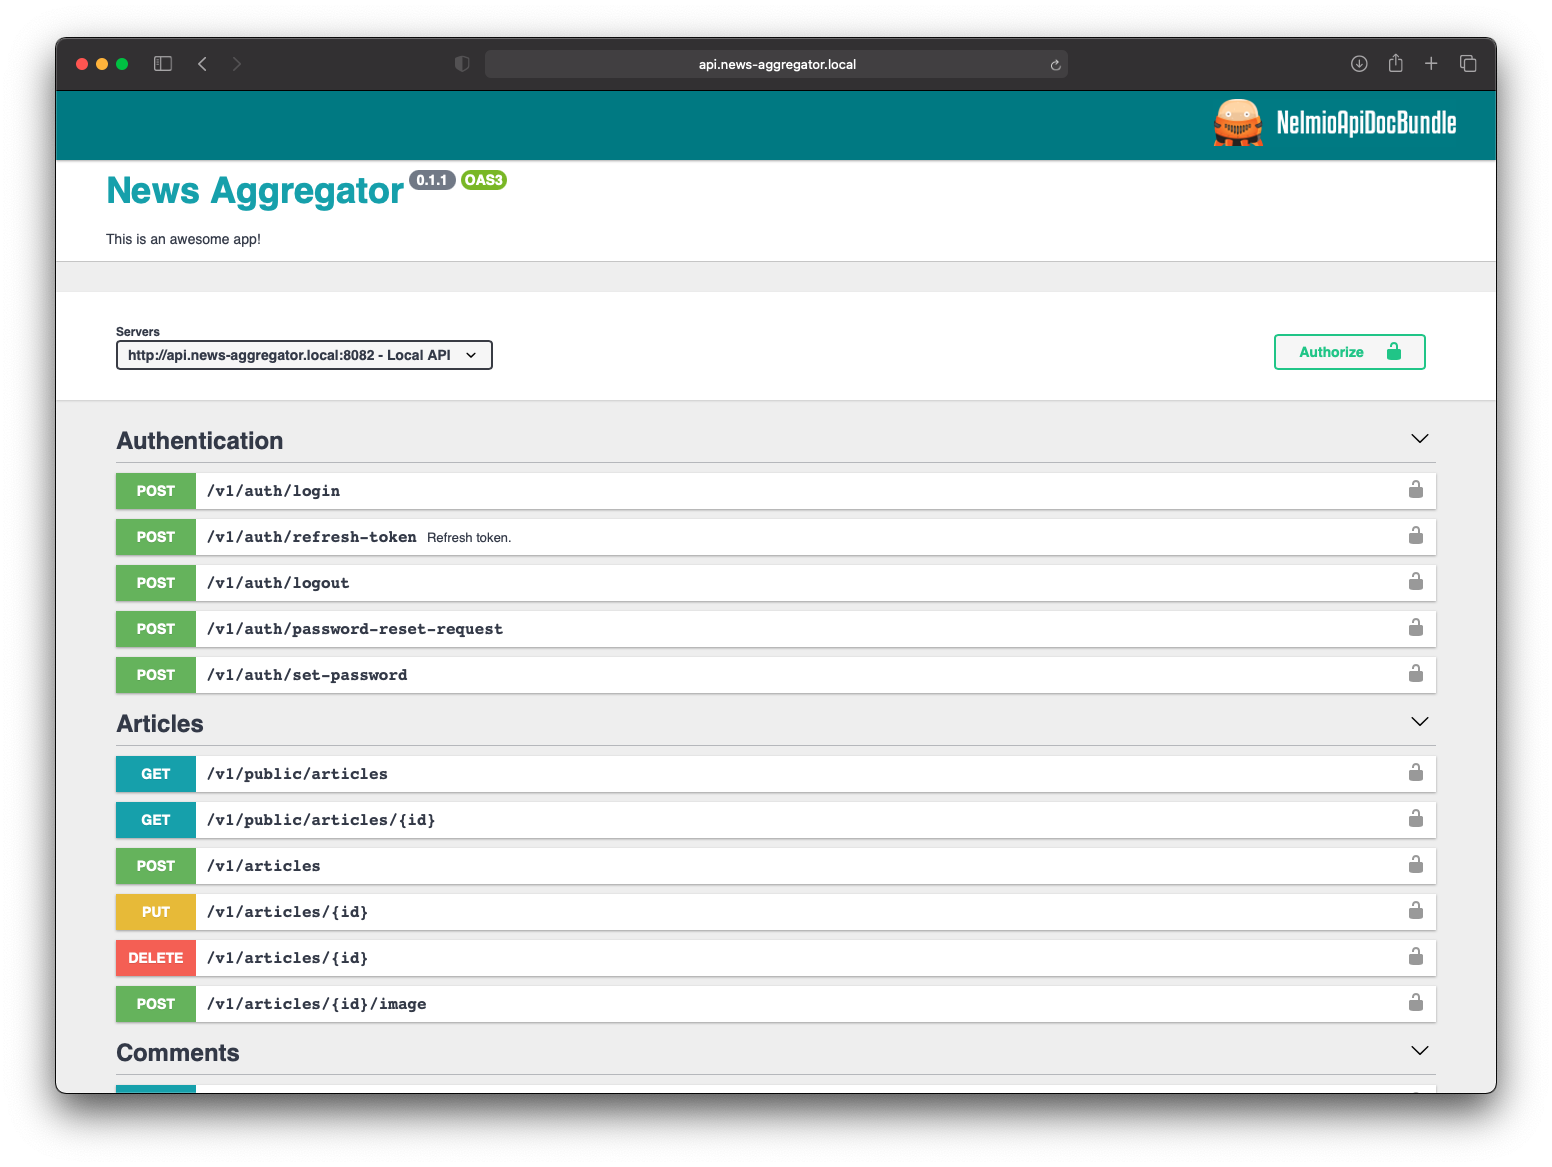 api.news-aggregator.local
NelmioApiDocBundle
News Aggregator 0.1.1 OAS3
This is an awesome app!
Servers
http://api.news-aggregator.local:8082 - Local API
Authorize
Authentication
POST /v1/auth/login
POST /v1/auth/refresh-token Refresh token.
POST /v1/auth/logout
POST /v1/auth/password-reset-request
POST /v1/auth/set-password
Articles
GET /v1/public/articles
GET /v1/public/articles/{id}
POST /v1/articles
PUT /v1/articles/{id}
DELETE /v1/articles/{id}
POST /v1/articles/{id}/image
Comments